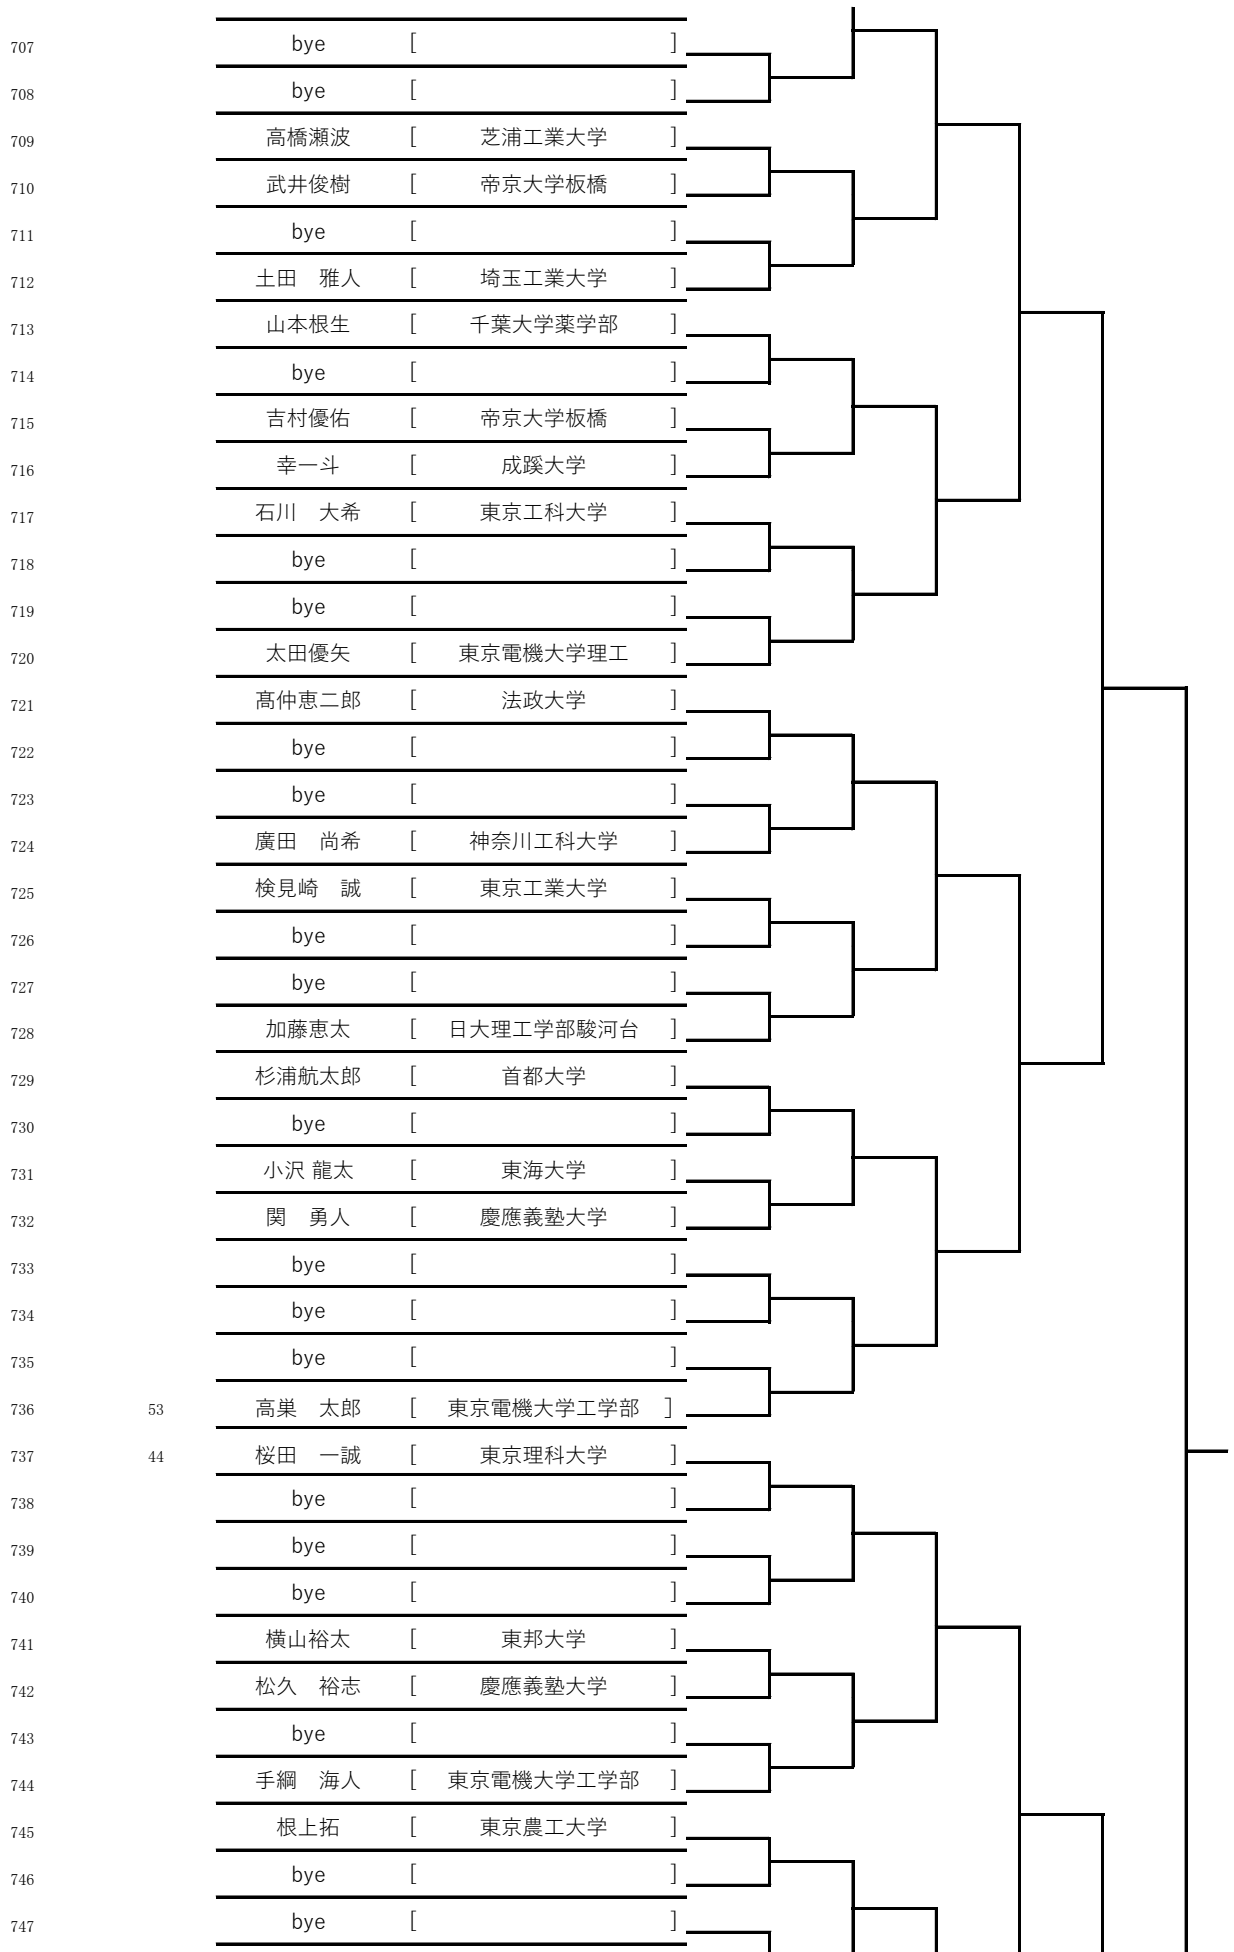 707 bye [ ]
708 bye [ ]
709 高橋瀬波 [ 芝浦工業大学 ]
710 武井俊樹 [ 帝京大学板橋 ]
711 bye [ ]
712 土田　雅人 [ 埼玉工業大学 ]
713 山本根生 [ 千葉大学薬学部 ]
714 bye [ ]
715 吉村優佑 [ 帝京大学板橋 ]
716 幸一斗 [ 成蹊大学 ]
717 石川　大希 [ 東京工科大学 ]
718 bye [ ]
719 bye [ ]
720 太田優矢 [ 東京電機大学理工 ]
721 髙仲恵二郎 [ 法政大学 ]
722 bye [ ]
723 bye [ ]
724 廣田　尚希 [ 神奈川工科大学 ]
725 検見崎　誠 [ 東京工業大学 ]
726 bye [ ]
727 bye [ ]
728 加藤恵太 [ 日大理工学部駿河台 ]
729 杉浦航太郎 [ 首都大学 ]
730 bye [ ]
731 小沢 龍太 [ 東海大学 ]
732 関　勇人 [ 慶應義塾大学 ]
733 bye [ ]
734 bye [ ]
735 bye [ ]
736 53 高巣　太郎 [ 東京電機大学工学部 ]
737 44 桜田　一誠 [ 東京理科大学 ]
738 bye [ ]
739 bye [ ]
740 bye [ ]
741 横山裕太 [ 東邦大学 ]
742 松久　裕志 [ 慶應義塾大学 ]
743 bye [ ]
744 手綱　海人 [ 東京電機大学工学部 ]
745 根上拓 [ 東京農工大学 ]
746 bye [ ]
747 bye [ ]